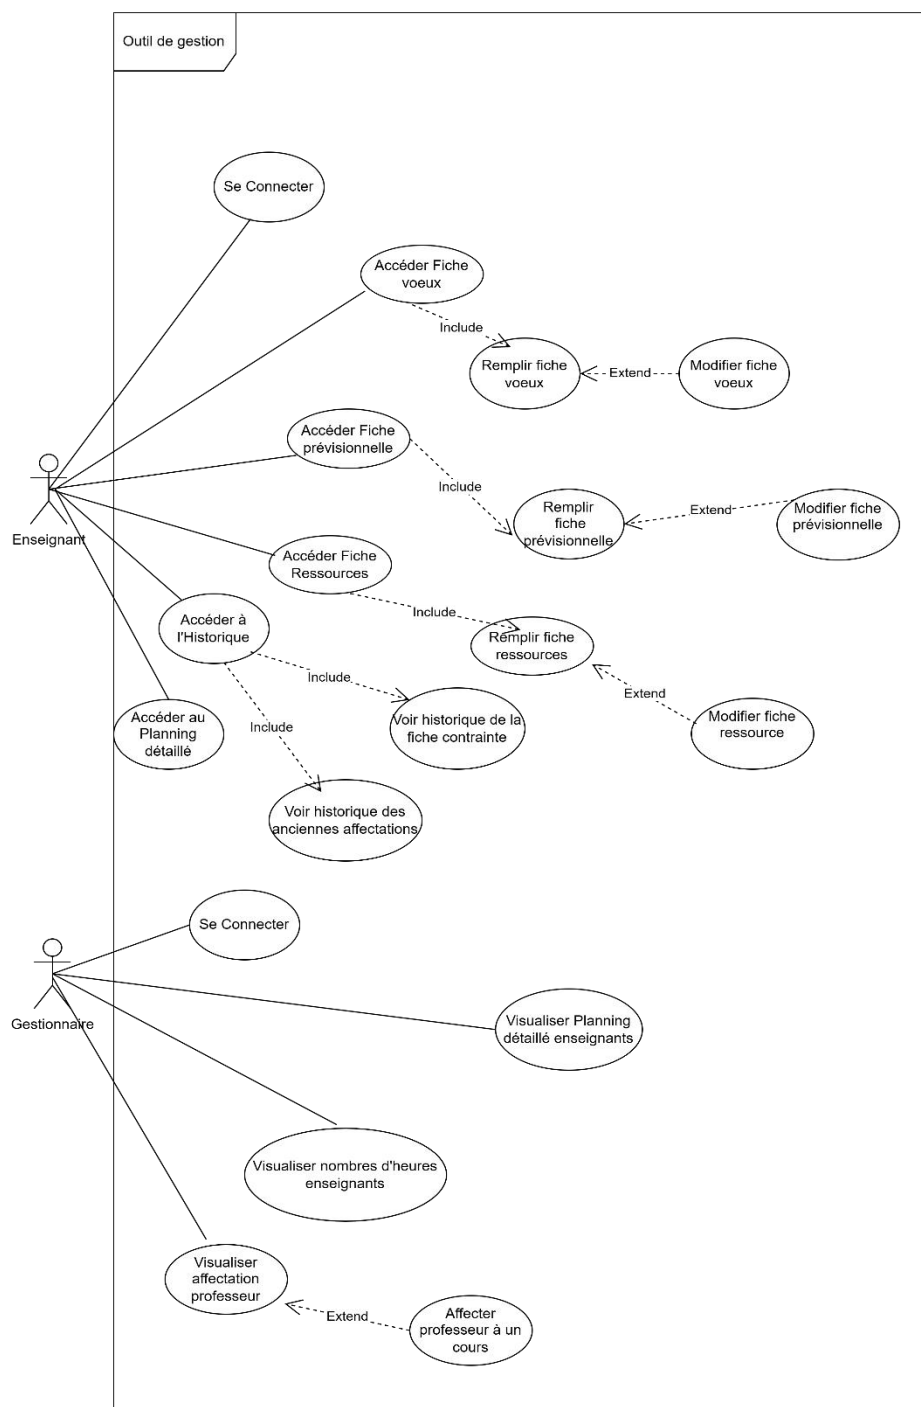 Outil de gestion
Se Connecter
Accéder Fiche
voeux
Include
Remplir fiche
voeux
Extend
Modifier fiche
voeux
Accéder Fiche
prévisionnelle
Include
Remplir
fiche
prévisionnelle
Extend
Modifier fiche
prévisionnelle
Enseignant
Accéder Fiche
Ressources
Include
Remplir fiche
ressources
Extend
Modifier fiche
ressource
Accéder à
l'Historique
Include
Voir historique de la
fiche contrainte
Include
Voir historique des
anciennes affectations
Accéder au
Planning
détaillé
Se Connecter
Gestionnaire
Visualiser Planning
détaillé enseignants
Visualiser nombres d'heures
enseignants
Visualiser
affectation
professeur
Extend
Affecter
professeur à un
cours